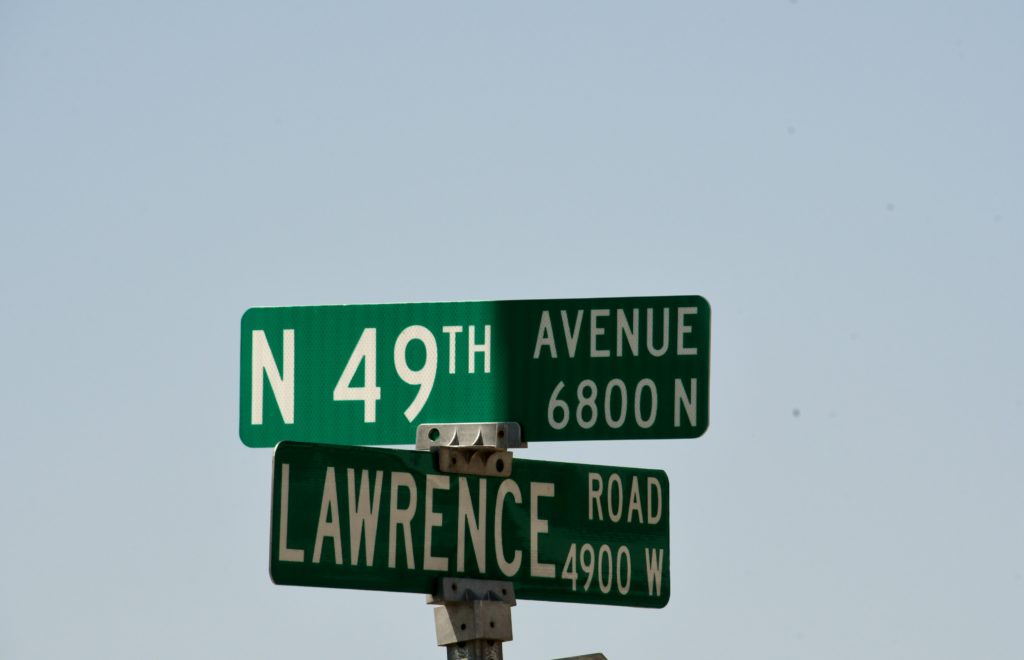 N 49TH AVENUE
6800 N
LAWRENCE ROAD
4900 W